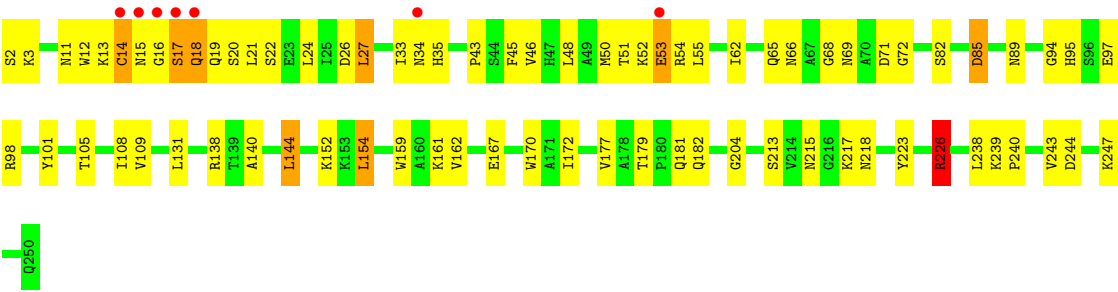 S2 K3 N11 W12 K13 C14 N15 G16 S17 Q18 Q19 S20 L21 S22 E23 L24 I25 D26 L27 I33 N34 H35 P43 S44 F45 V46 H47 L48 A49 M50 T51 K52 E53 R54 L55 I62 Q65 N66 A67 G68 N69 A70 D71 G72 S82 D85 N89 G94 H95 S96 E97
R98 Y101 T105 I108 V109 L131 R138 T139 A140 L144 K152 K153 L154 W159 A160 K161 V162 E167 W170 A171 I172 V177 A178 T179 P180 Q181 Q182 G204 S213 V214 N215 G216 K217 N218 Y223 R226 L238 K239 P240 V243 D244 K247
Q250